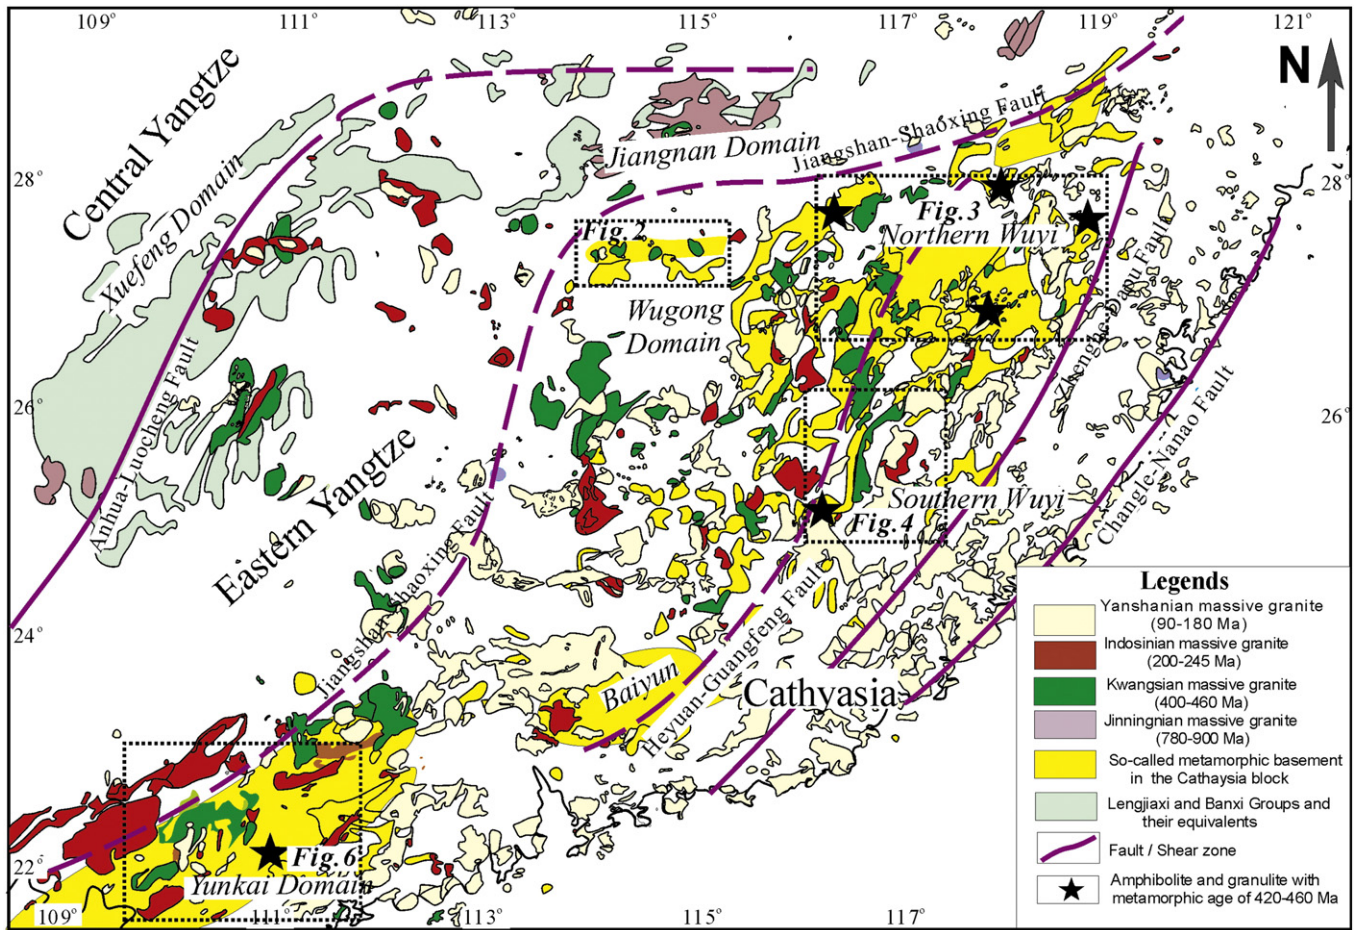 109°
111°
113°
115°
117°
119°
121°
N
Central Yangtze
Xuefeng Domain
Jiangnan Domain
Jiangshan-Shaoxing Fault
28°
28°
Fig.2
Fig.3
Northern Wuyi
Wugong
Domain
Zhenghe-Dapu Fault
Anhua-Luocheng Fault
26°
26°
Eastern Yangtze
Jiangshan-Shaoxing Fault
Southern Wuyi
Fig.4
Changle-Nanao Fault
24°
Baiyun
Heyuan-Guangfeng Fault
Cathyasia
22°
Fig.6
Yunkai Domain
109°
111°
113°
115°
117°
Legends
Yanshanian massive granite
(90-180 Ma)
Indosinian massive granite
(200-245 Ma)
Kwangsian massive granite
(400-460 Ma)
Jinningnian massive granite
(780-900 Ma)
So-called metamorphic basement
in the Cathaysia block
Lengjiaxi and Banxi Groups and
their equivalents
Fault / Shear zone
Amphibolite and granulite with
metamorphic age of 420-460 Ma